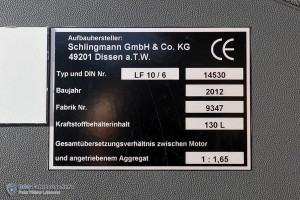 Aufbauhersteller:
Schlingmann GmbH & Co. KG
49201 Dissen a.T.W.
CE
Typ und DIN Nr. LF 10 / 6 14530
Baujahr 2012
Fabrik Nr. 9347
Kraftstoffbehälterinhalt 130 L
Gesamtübersetzungsverhältnis zwischen Motor
und angetriebenem Aggregat 1 : 1,65